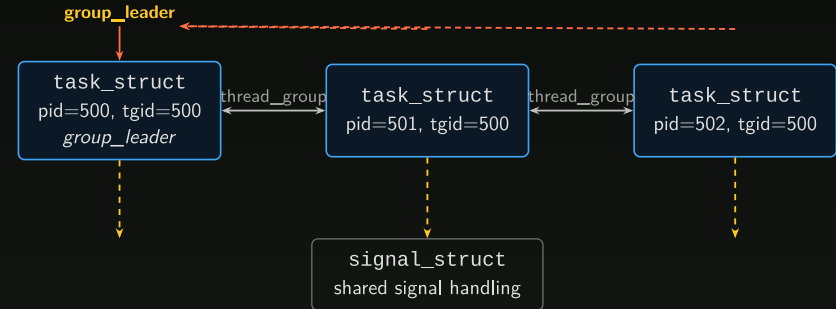 group_leader
task_struct
pid=500, tgid=500
group_leader
thread_group
task_struct
pid=501, tgid=500
thread_group
task_struct
pid=502, tgid=500
signal_struct
shared signal handling